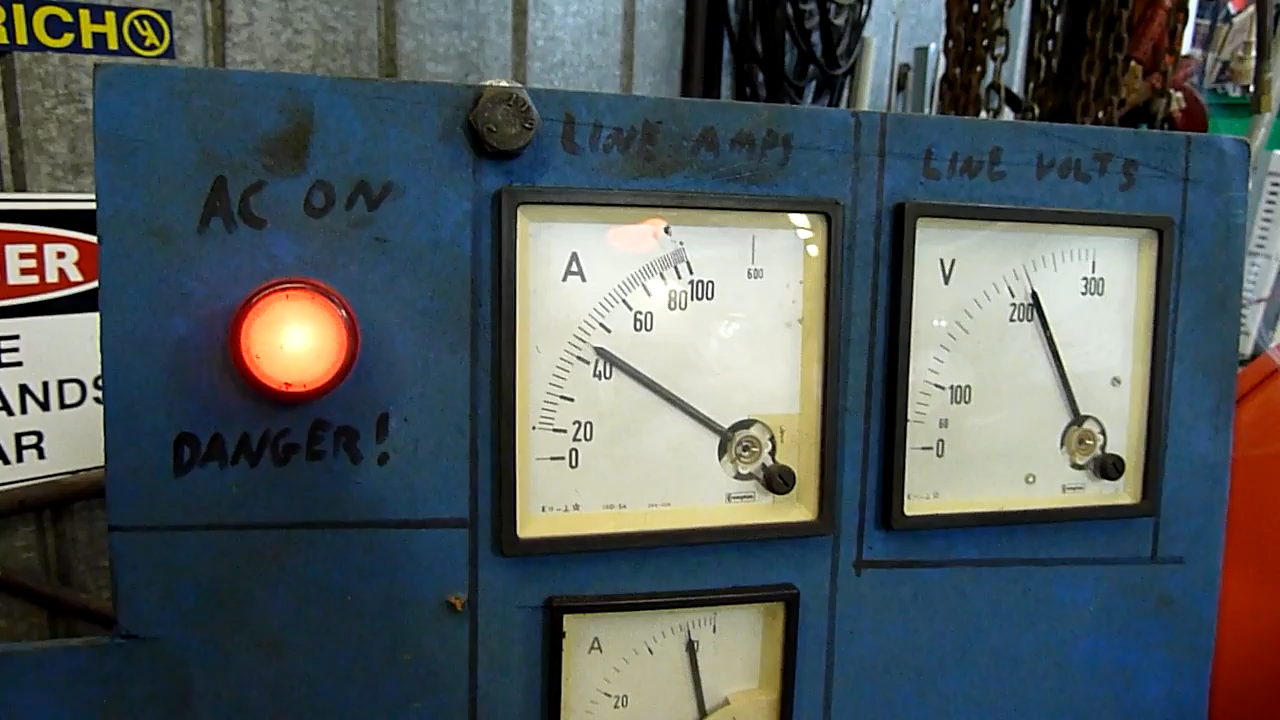 RICH
AC ON
LINE AMPS
LINE VOLTS
A
600
100
80
60
40
20
0
V
300
200
100
60
0
DANGER!
ER
E
ANDS
AR
A
20